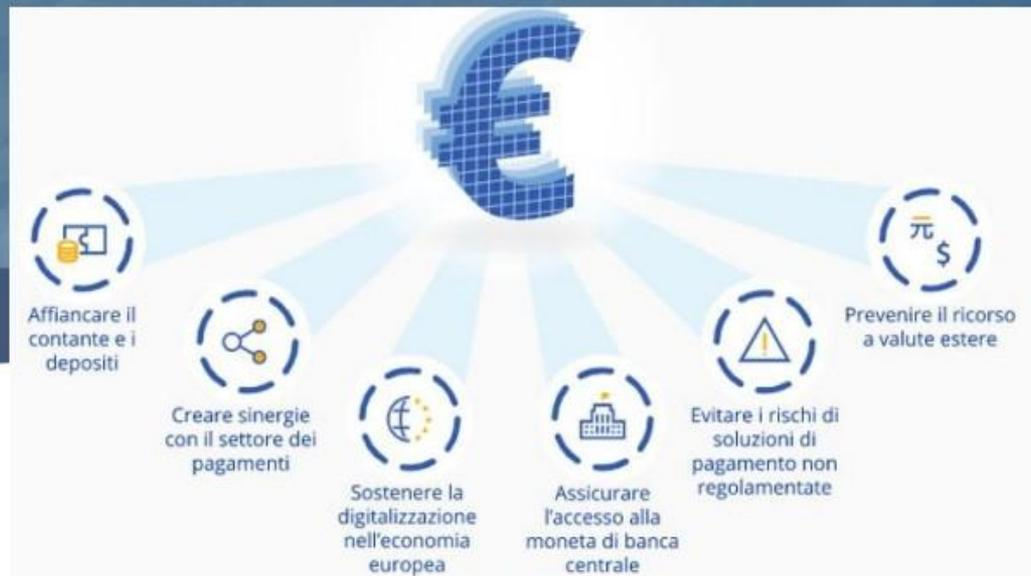 €
Affiancare il
contante e i
depositi
Creare sinergie
con il settore dei
pagamenti
Sostenere la
digitalizzazione
nell'economia
europea
Assicurare
l'accesso alla
moneta di banca
centrale
!
Evitare i rischi di
soluzioni di
pagamento non
regolamentate
元
$
Prevenire il ricorso
a valute estere